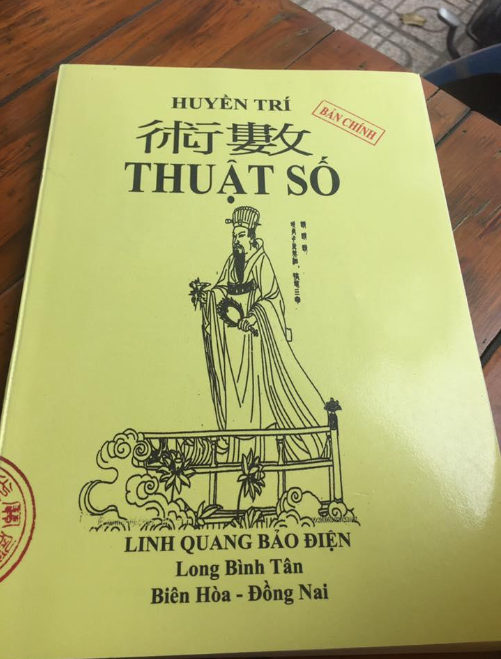 HUYỀN TRÍ
BẢN CHÍNH
術數
THUẬT SỐ
LINH QUANG BẢO ĐIỆN
Long Bình Tân
Biên Hòa - Đồng Nai